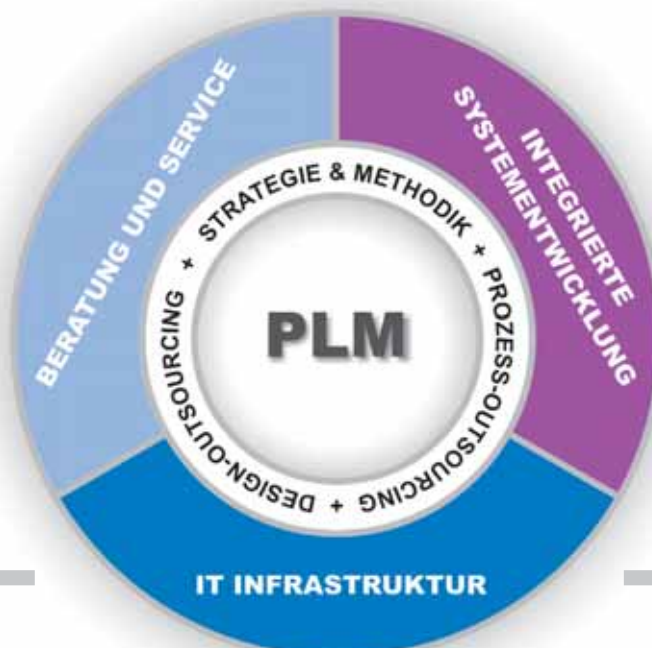 BERATUNG UND SERVICE
INTEGRIERTE
SYSTEMENTWICKLUNG
STRATEGIE & METHODIK + PROZESS-OUTSOURCING + DESIGN-OUTSOURCING +
PLM
IT INFRASTRUKTUR